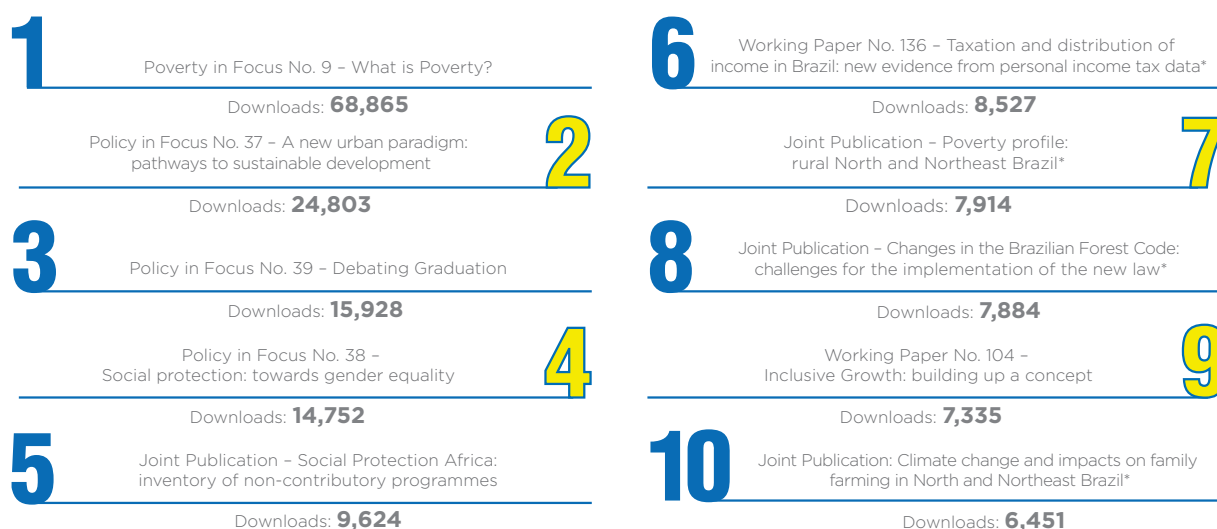 1
Poverty in Focus No. 9 – What is Poverty?
Downloads: 68,865
2
Policy in Focus No. 37 – A new urban paradigm:
pathways to sustainable development
Downloads: 24,803
3
Policy in Focus No. 39 – Debating Graduation
Downloads: 15,928
4
Policy in Focus No. 38 –
Social protection: towards gender equality
Downloads: 14,752
5
Joint Publication – Social Protection Africa:
inventory of non-contributory programmes
Downloads: 9,624
6
Working Paper No. 136 – Taxation and distribution of
income in Brazil: new evidence from personal income tax data*
Downloads: 8,527
7
Joint Publication – Poverty profile:
rural North and Northeast Brazil*
Downloads: 7,914
8
Joint Publication – Changes in the Brazilian Forest Code:
challenges for the implementation of the new law*
Downloads: 7,884
9
Working Paper No. 104 –
Inclusive Growth: building up a concept
Downloads: 7,335
10
Joint Publication: Climate change and impacts on family
farming in North and Northeast Brazil*
Downloads: 6,451